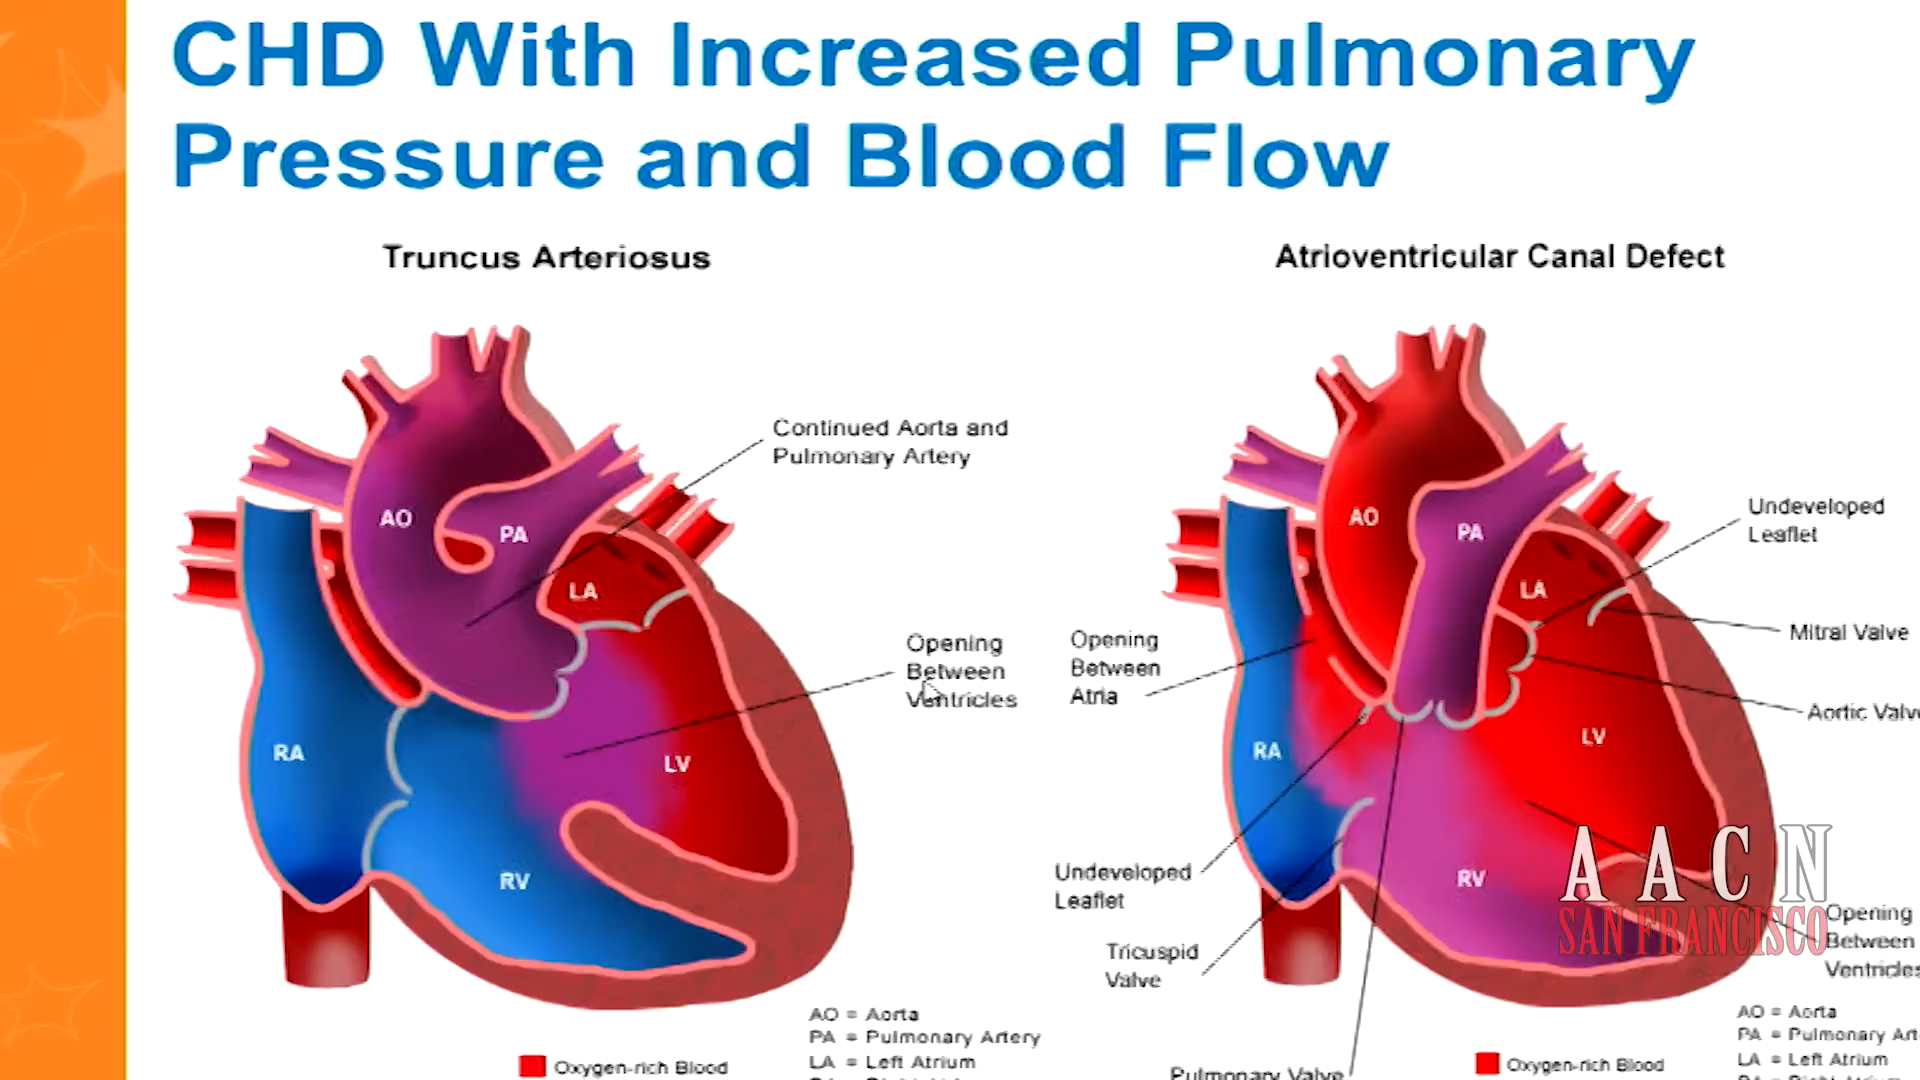 CHD With Increased Pulmonary
Pressure and Blood Flow
Truncus Arteriosus
AO
PA
LA
RA
LV
RV
Continued Aorta and
Pulmonary Artery
Opening
Between
Ventricles
AO = Aorta
PA = Pulmonary Artery
LA = Left Atrium
Oxygen-rich Blood
Atrioventricular Canal Defect
AO
PA
LA
RA
LV
RV
Undeveloped
Leaflet
Mitral Valve
Aortic Valve
Opening
Between
Atria
Undeveloped
Leaflet
Tricuspid
Valve
Pulmonary Valve
Opening
Between
Ventricles
AACN
SAN FRANCISCO
AO = Aorta
PA = Pulmonary Art
LA = Left Atrium
Oxygen-rich Blood